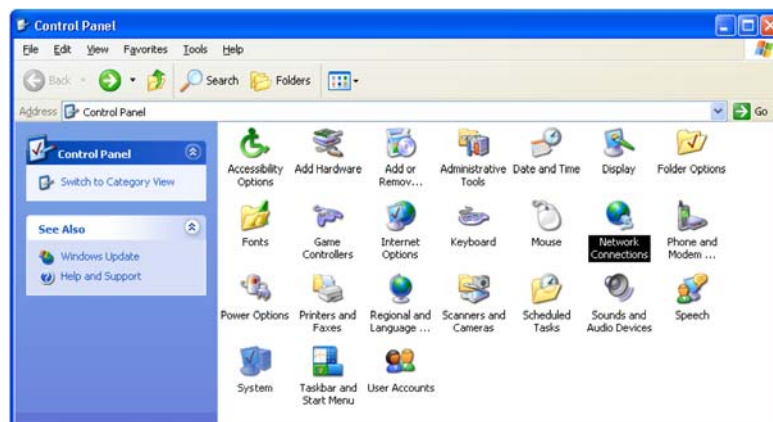 Control Panel
File Edit View Favorites Tools Help
Back Search Folders
Address Control Panel Go
Control Panel
Switch to Category View
See Also
Windows Update
Help and Support
Accessibility Options
Add Hardware
Add or Remov...
Administrative Tools
Date and Time
Display
Folder Options
Fonts
Game Controllers
Internet Options
Keyboard
Mouse
Network Connections
Phone and Modem ...
Power Options
Printers and Faxes
Regional and Language ...
Scanners and Cameras
Scheduled Tasks
Sounds and Audio Devices
Speech
System
Taskbar and Start Menu
User Accounts